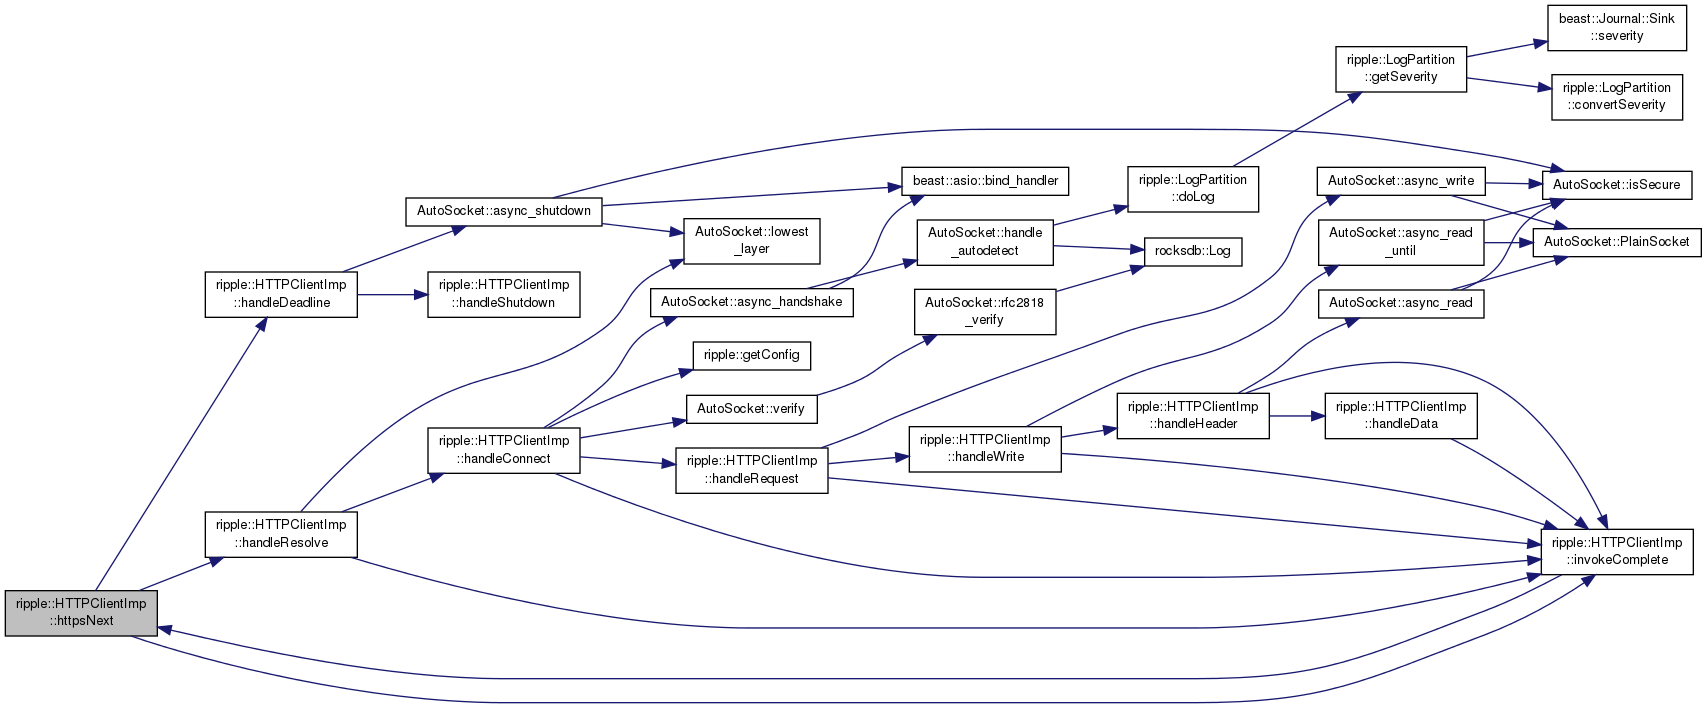 beast::Journal::Sink
::severity
ripple::LogPartition
::getSeverity
ripple::LogPartition
::convertSeverity
beast::asio::bind_handler
ripple::LogPartition
::doLog
AutoSocket::async_write
AutoSocket::isSecure
AutoSocket::async_shutdown
AutoSocket::lowest
_layer
AutoSocket::handle
_autodetect
rocksdb::Log
AutoSocket::async_read
_until
AutoSocket::PlainSocket
ripple::HTTPClientImp
::handleDeadline
ripple::HTTPClientImp
::handleShutdown
AutoSocket::async_handshake
AutoSocket::rfc2818
_verify
AutoSocket::async_read
ripple::getConfig
AutoSocket::verify
ripple::HTTPClientImp
::handleHeader
ripple::HTTPClientImp
::handleData
ripple::HTTPClientImp
::handleConnect
ripple::HTTPClientImp
::handleRequest
ripple::HTTPClientImp
::handleWrite
ripple::HTTPClientImp
::handleResolve
ripple::HTTPClientImp
::invokeComplete
ripple::HTTPClientImp
::httpsNext